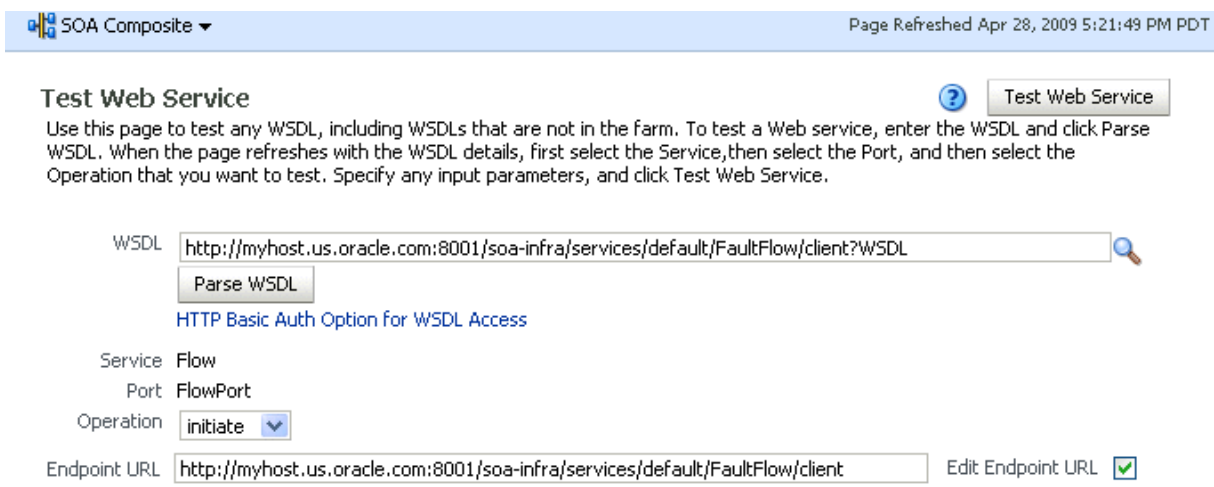 SOA Composite Page Refreshed Apr 28, 2009 5:21:49 PM PDT
Test Web Service Test Web Service
Use this page to test any WSDL, including WSDLs that are not in the farm. To test a Web service, enter the WSDL and click Parse
WSDL. When the page refreshes with the WSDL details, first select the Service,then select the Port, and then select the
Operation that you want to test. Specify any input parameters, and click Test Web Service.
WSDL http://myhost.us.oracle.com:8001/soa-infra/services/default/FaultFlow/client?WSDL
Parse WSDL
HTTP Basic Auth Option for WSDL Access
Service Flow
Port FlowPort
Operation initiate
Endpoint URL http://myhost.us.oracle.com:8001/soa-infra/services/default/FaultFlow/client Edit Endpoint URL